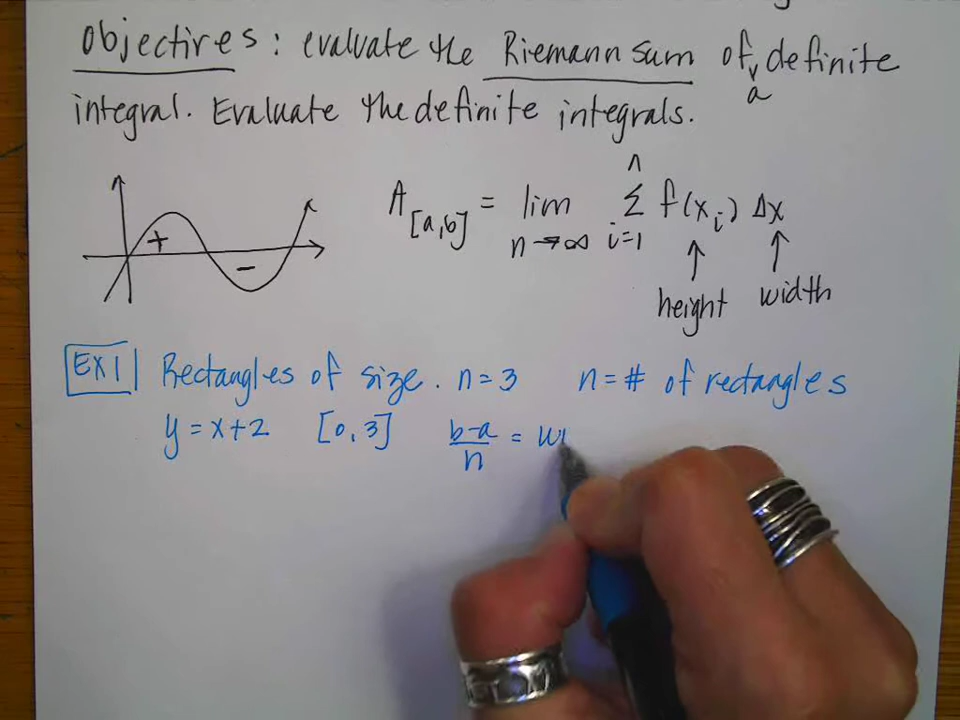 objectives: evaluate the Riemann sum of a definite
integral. Evaluate the definite integrals.
+ -
A[a,b] = lim n→∞ n Σ i=1 f(xi) Δx
height width
EX1 Rectangles of size. n=3 n=# of rectangles
y=x+2 [0,3] b-a/n = wi